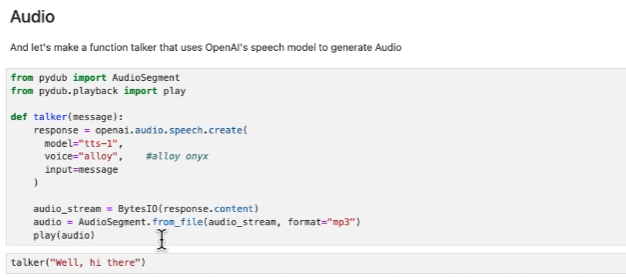 Audio
And let's make a function talker that uses OpenAI's speech model to generate Audio
from pydub import AudioSegment
from pydub.playback import play
def talker(message):
    response = openai.audio.speech.create(
      model="tts-1",
      voice="alloy",    #alloy onyx
      input=message
    )
    audio_stream = BytesIO(response.content)
    audio = AudioSegment.from_file(audio_stream, format="mp3")
    play(audio)
talker("Well, hi there")